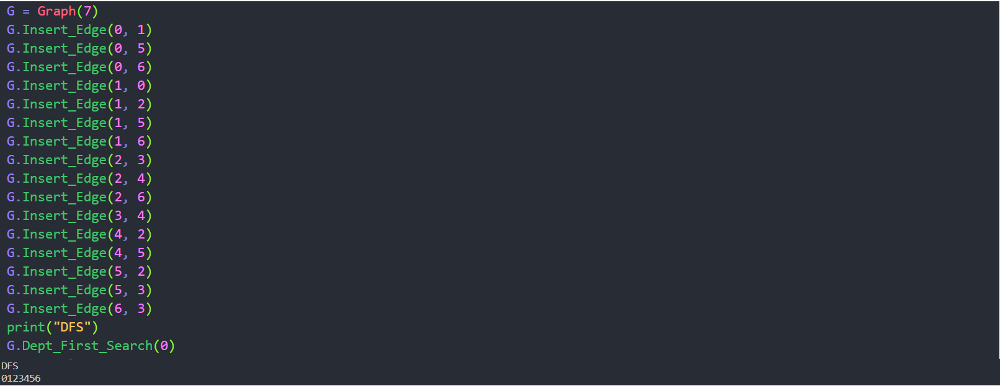 G = Graph(7)
G.Insert_Edge(0, 1)
G.Insert_Edge(0, 5)
G.Insert_Edge(0, 6)
G.Insert_Edge(1, 0)
G.Insert_Edge(1, 2)
G.Insert_Edge(1, 5)
G.Insert_Edge(1, 6)
G.Insert_Edge(2, 3)
G.Insert_Edge(2, 4)
G.Insert_Edge(2, 6)
G.Insert_Edge(3, 4)
G.Insert_Edge(4, 2)
G.Insert_Edge(4, 5)
G.Insert_Edge(5, 2)
G.Insert_Edge(5, 3)
G.Insert_Edge(6, 3)
print("DFS")
G.Dept_First_Search(0)
DFS
0123456